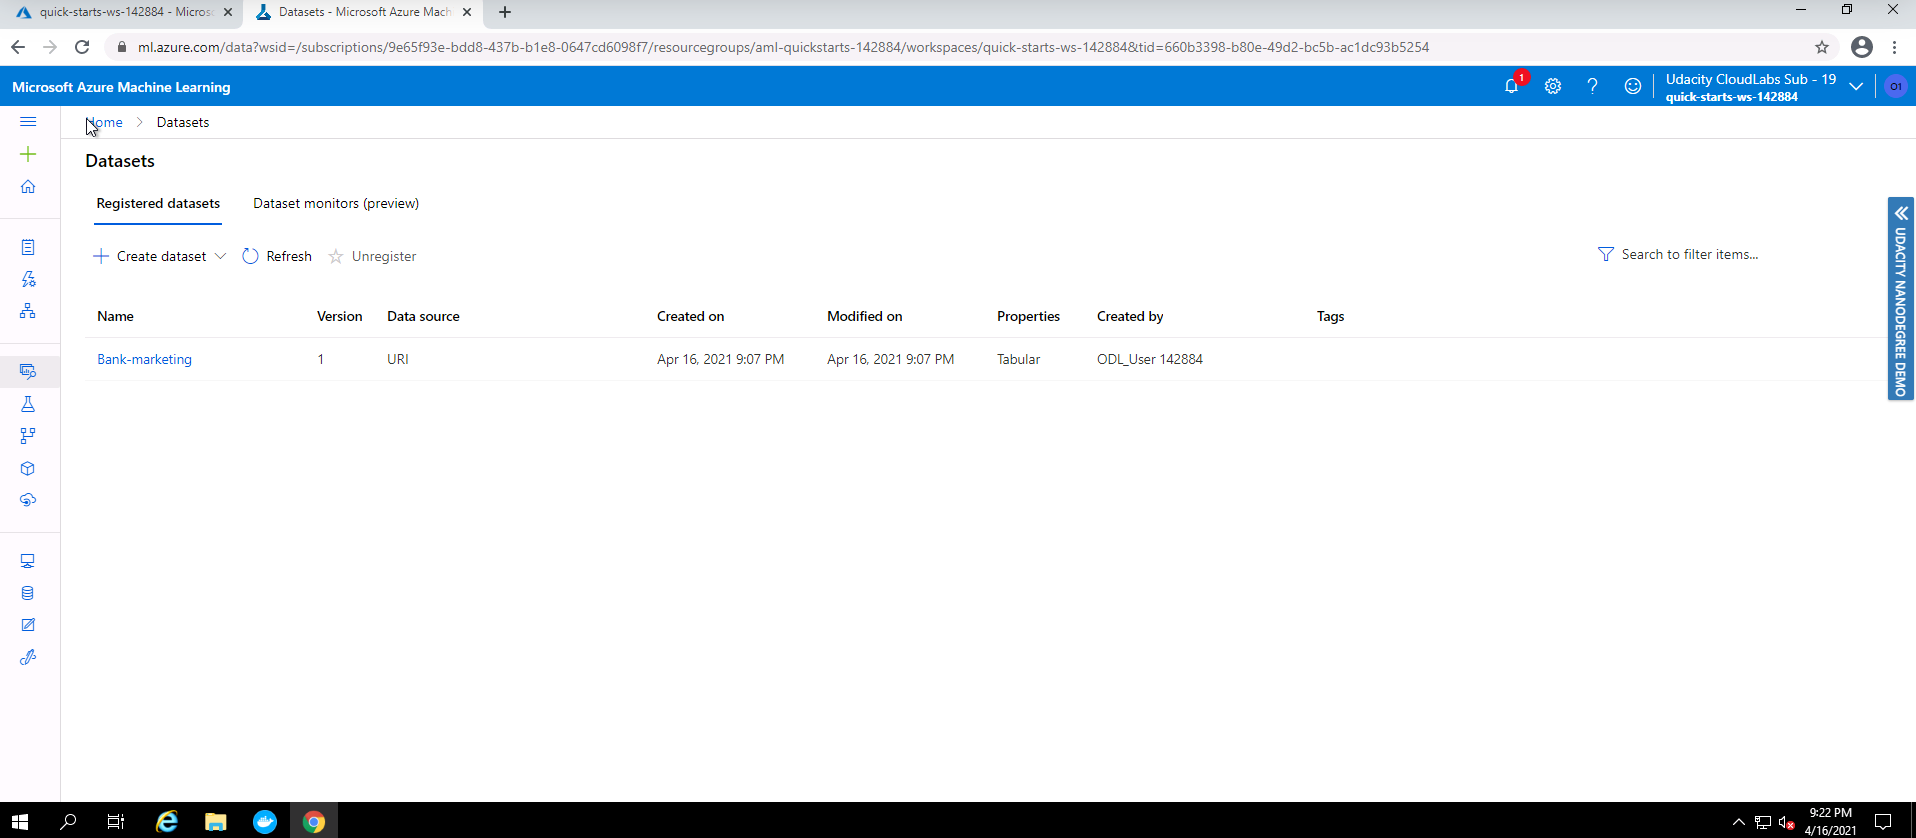 quick-starts-ws-142884 - Micros
Datasets - Microsoft Azure Mach
ml.azure.com/data?wsid=/subscriptions/9e65f93e-bdd8-437b-b1e8-0647cd6098f7/resourcegroups/aml-quickstarts-142884/workspaces/quick-starts-ws-142884&tid=660b3398-b80e-49d2-bc5b-ac1dc93b5254
Microsoft Azure Machine Learning
1
Udacity CloudLabs Sub - 19
quick-starts-ws-142884
O1
Home > Datasets
Datasets
Registered datasets Dataset monitors (preview)
Create dataset Refresh Unregister Search to filter items...
Name Version Data source Created on Modified on Properties Created by Tags
Bank-marketing 1 URI Apr 16, 2021 9:07 PM Apr 16, 2021 9:07 PM Tabular ODL_User 142884
UDACITY NANODEGREE DEMO
9:22 PM
4/16/2021